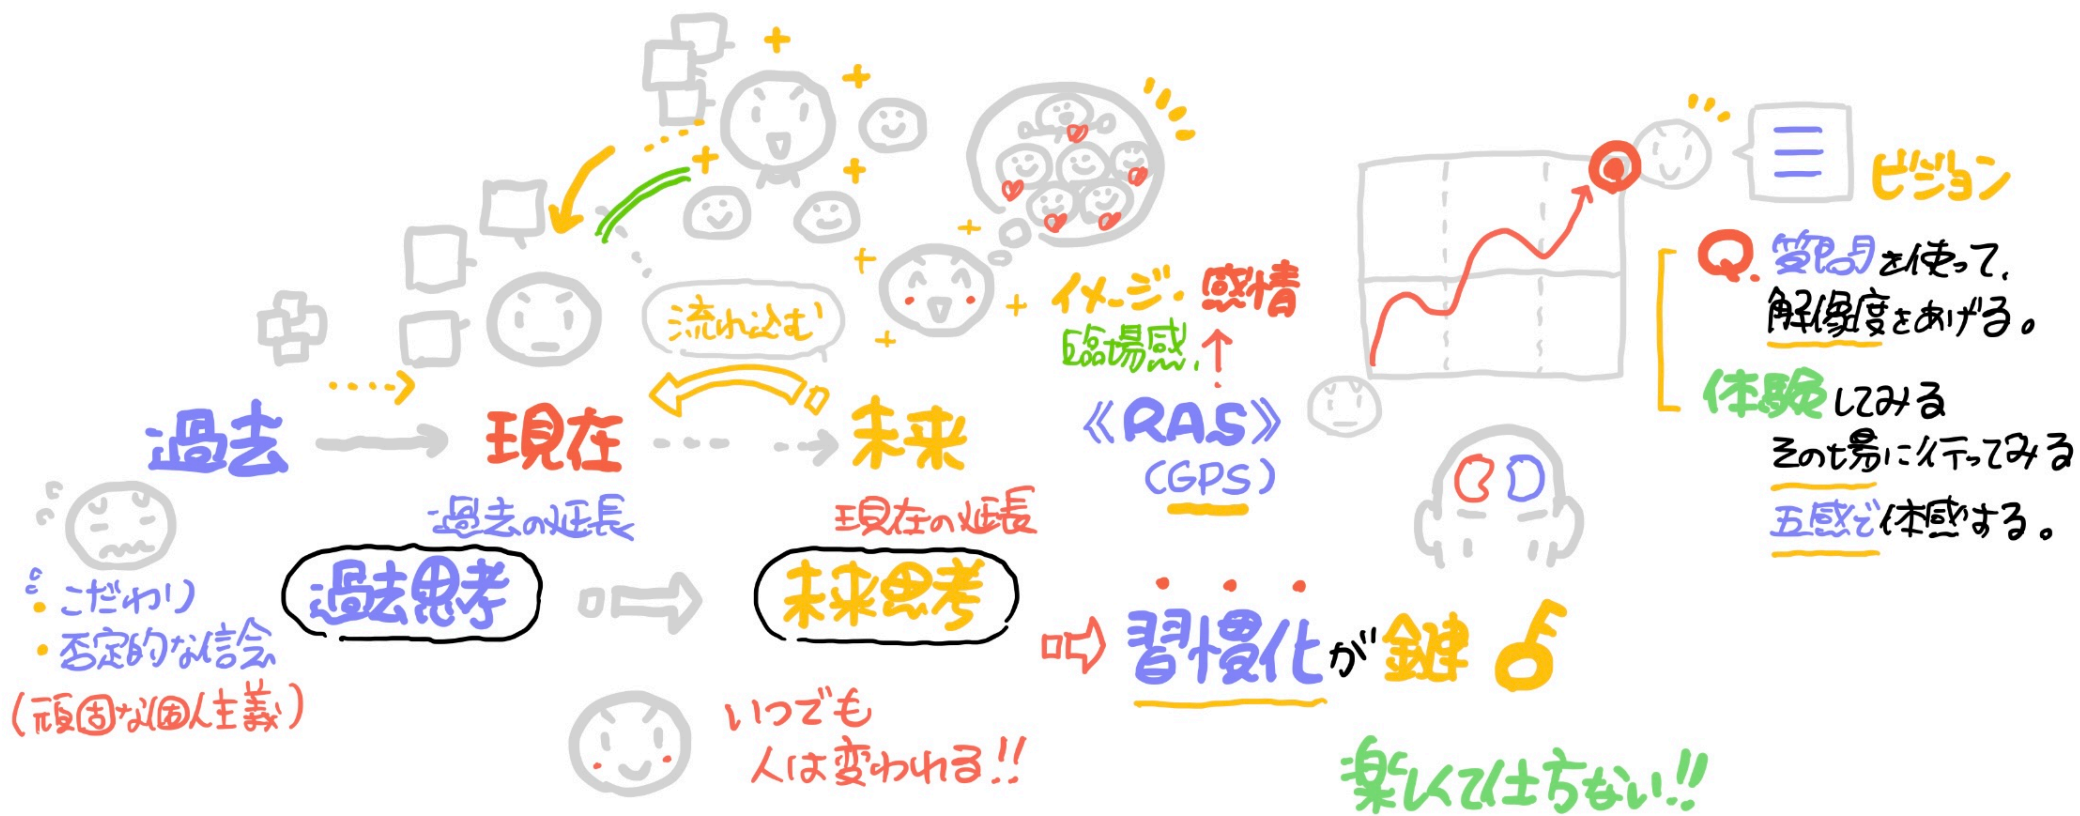 過去
現在
未来
流れ込む
過去の延長
現在の延長
・こだわり
・否定的な信念
(頑固な個人主義)
過去思考
未来思考
いつでも
人は変われる!!
イメージ・感情
臨場感
《RAS》
(GPS)
習慣化が鍵
楽しくて仕方ない!!
ビジョン
Q. 質問を使って、
解像度をあげる。
体験してみる
その場に行ってみる
五感で体感する。